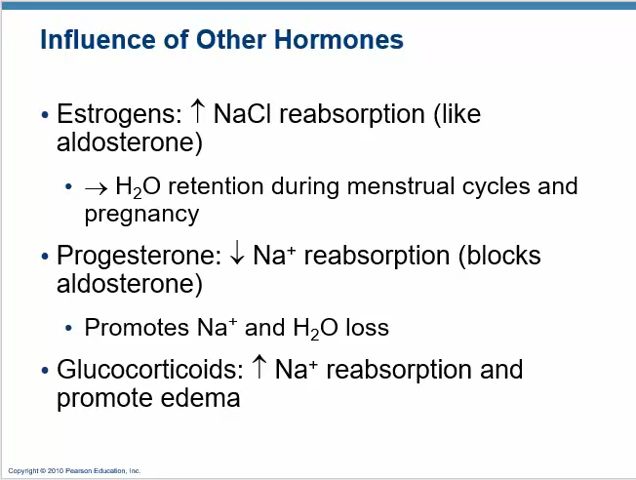 Influence of Other Hormones
• Estrogens: ↑ NaCl reabsorption (like
aldosterone)
• → H₂O retention during menstrual cycles and
pregnancy
• Progesterone: ↓ Na⁺ reabsorption (blocks
aldosterone)
• Promotes Na⁺ and H₂O loss
• Glucocorticoids: ↑ Na⁺ reabsorption and
promote edema
Copyright © 2010 Pearson Education, Inc.